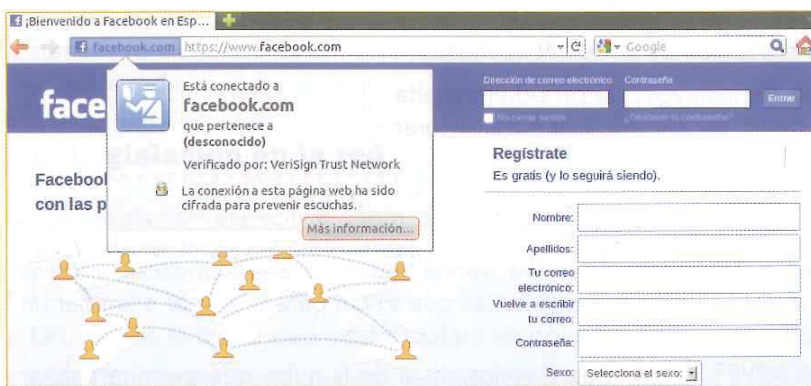 ¡Bienvenido a Facebook en Esp...
facebook.com https://www.facebook.com
Google
Está conectado a
facebook.com
que pertenece a
(desconocido)
Verificado por: VeriSign Trust Network
La conexión a esta página web ha sido
cifrada para prevenir escuchas.
Más información...
face
Facebool
con las p
Dirección de correo electrónico Contraseña
Entrar
No cerrar sesión ¿Olvidaste tu contraseña?
Regístrate
Es gratis (y lo seguirá siendo).
Nombre:
Apellidos:
Tu correo
electrónico:
Vuelve a escribir
tu correo:
Contraseña:
Sexo: Selecciona el sexo: